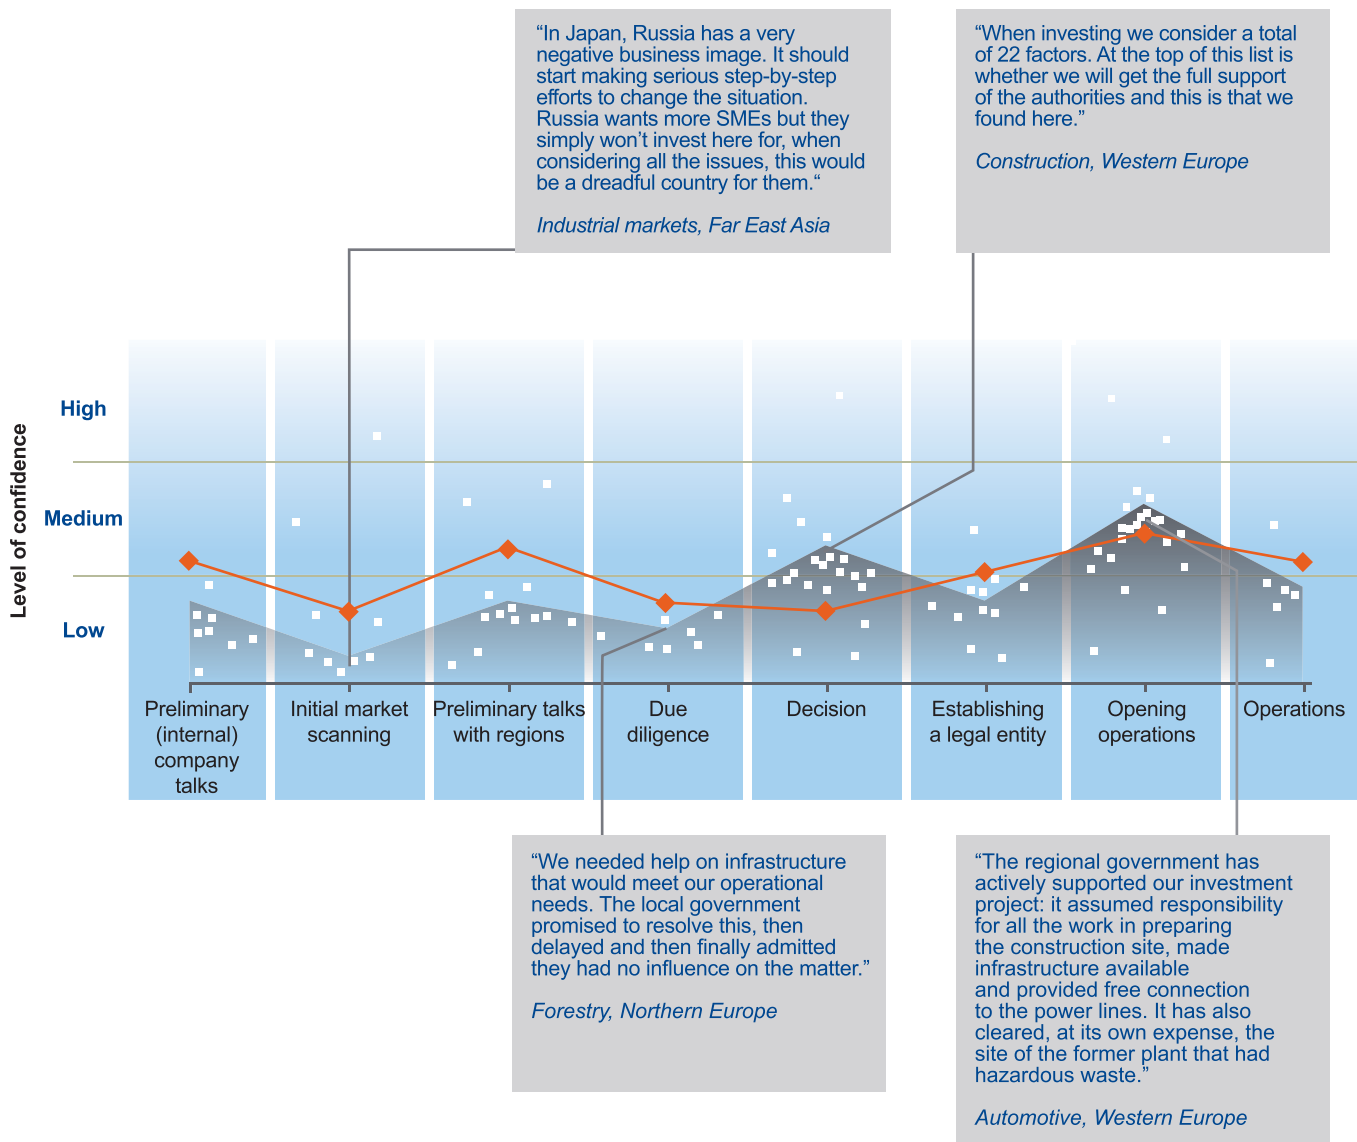 “In Japan, Russia has a very
negative business image. It should
start making serious step-by-step
efforts to change the situation.
Russia wants more SMEs but they
simply won’t invest here for, when
considering all the issues, this would
be a dreadful country for them.“
Industrial markets, Far East Asia
“When investing we consider a total
of 22 factors. At the top of this list is
whether we will get the full support
of the authorities and this is that we
found here.”
Construction, Western Europe
Level of confidence
High
Medium
Low
Preliminary
(internal)
company
talks
Initial market
scanning
Preliminary talks
with regions
Due
diligence
Decision
Establishing
a legal entity
Opening
operations
Operations
“We needed help on infrastructure
that would meet our operational
needs. The local government
promised to resolve this, then
delayed and then finally admitted
they had no influence on the matter.”
Forestry, Northern Europe
“The regional government has
actively supported our investment
project: it assumed responsibility
for all the work in preparing
the construction site, made
infrastructure available
and provided free connection
to the power lines. It has also
cleared, at its own expense, the
site of the former plant that had
hazardous waste.”
Automotive, Western Europe